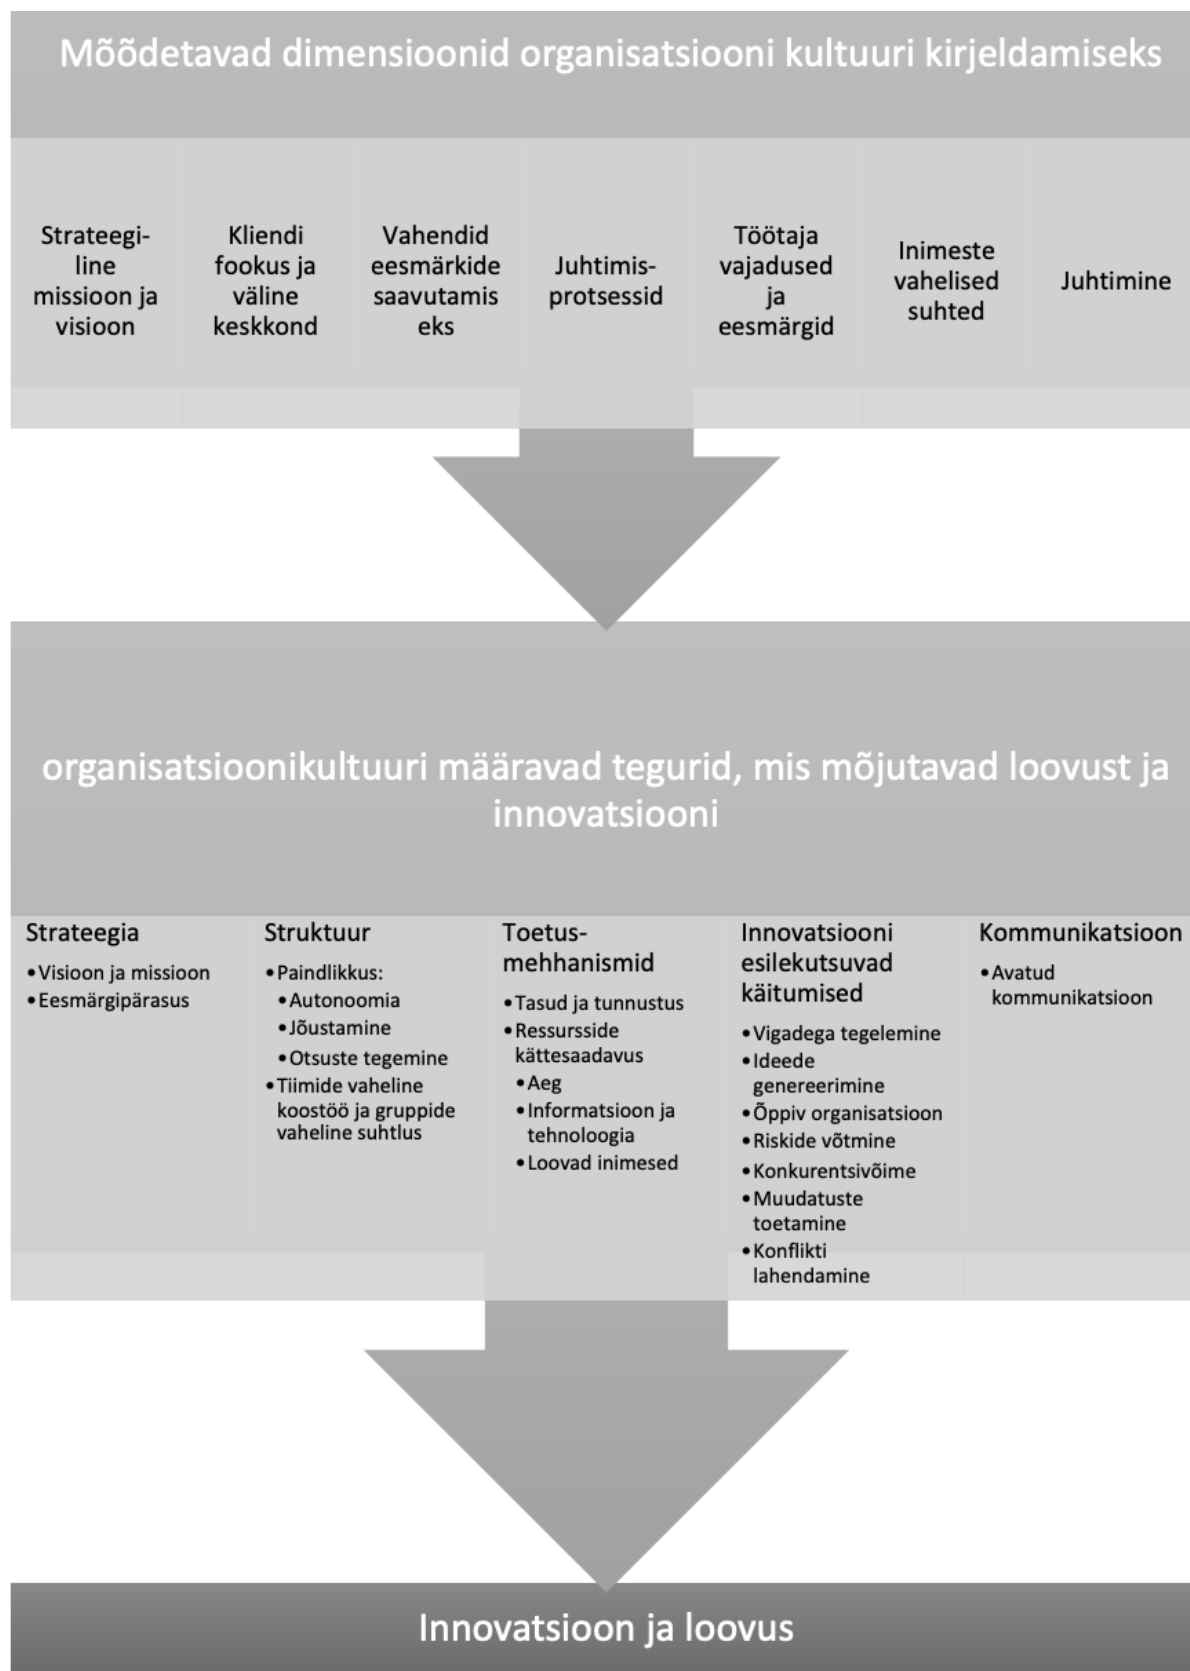 Mõõdetavad dimensioonid organisatsiooni kultuuri kirjeldamiseks
Strateegi-
line
missioon ja
visioon
Kliendi
fookus ja
väline
keskkond
Vahendid
eesmärkide
saavutamis
eks
Juhtimis-
protsessid
Töötaja
vajadused
ja
eesmärgid
Inimeste
vahelised
suhted
Juhtimine
organisatsioonikultuuri määravad tegurid, mis mõjutavad loovust ja
innovatsiooni
Strateegia
•Visioon ja missioon
•Eesmärgipärasus
Struktuur
•Paindlikkus:
•Autonoomia
•Jõustamine
•Otsuste tegemine
•Tiimide vaheline
koostöö ja gruppide
vaheline suhtlus
Toetus-
mehhanismid
•Tasud ja tunnustus
•Ressursside
kättesaadavus
•Aeg
•Informatsioon ja
tehnoloogia
•Loovad inimesed
Innovatsiooni
esilekutsuvad
käitumised
•Vigadega tegelemine
•Ideede
genereerimine
•Õppiv organisatsioon
•Riskide võtmine
•Konkurentsivõime
•Muudatuste
toetamine
•Konflikti
lahendamine
Kommunikatsioon
•Avatud
kommunikatsioon
Innovatsioon ja loovus